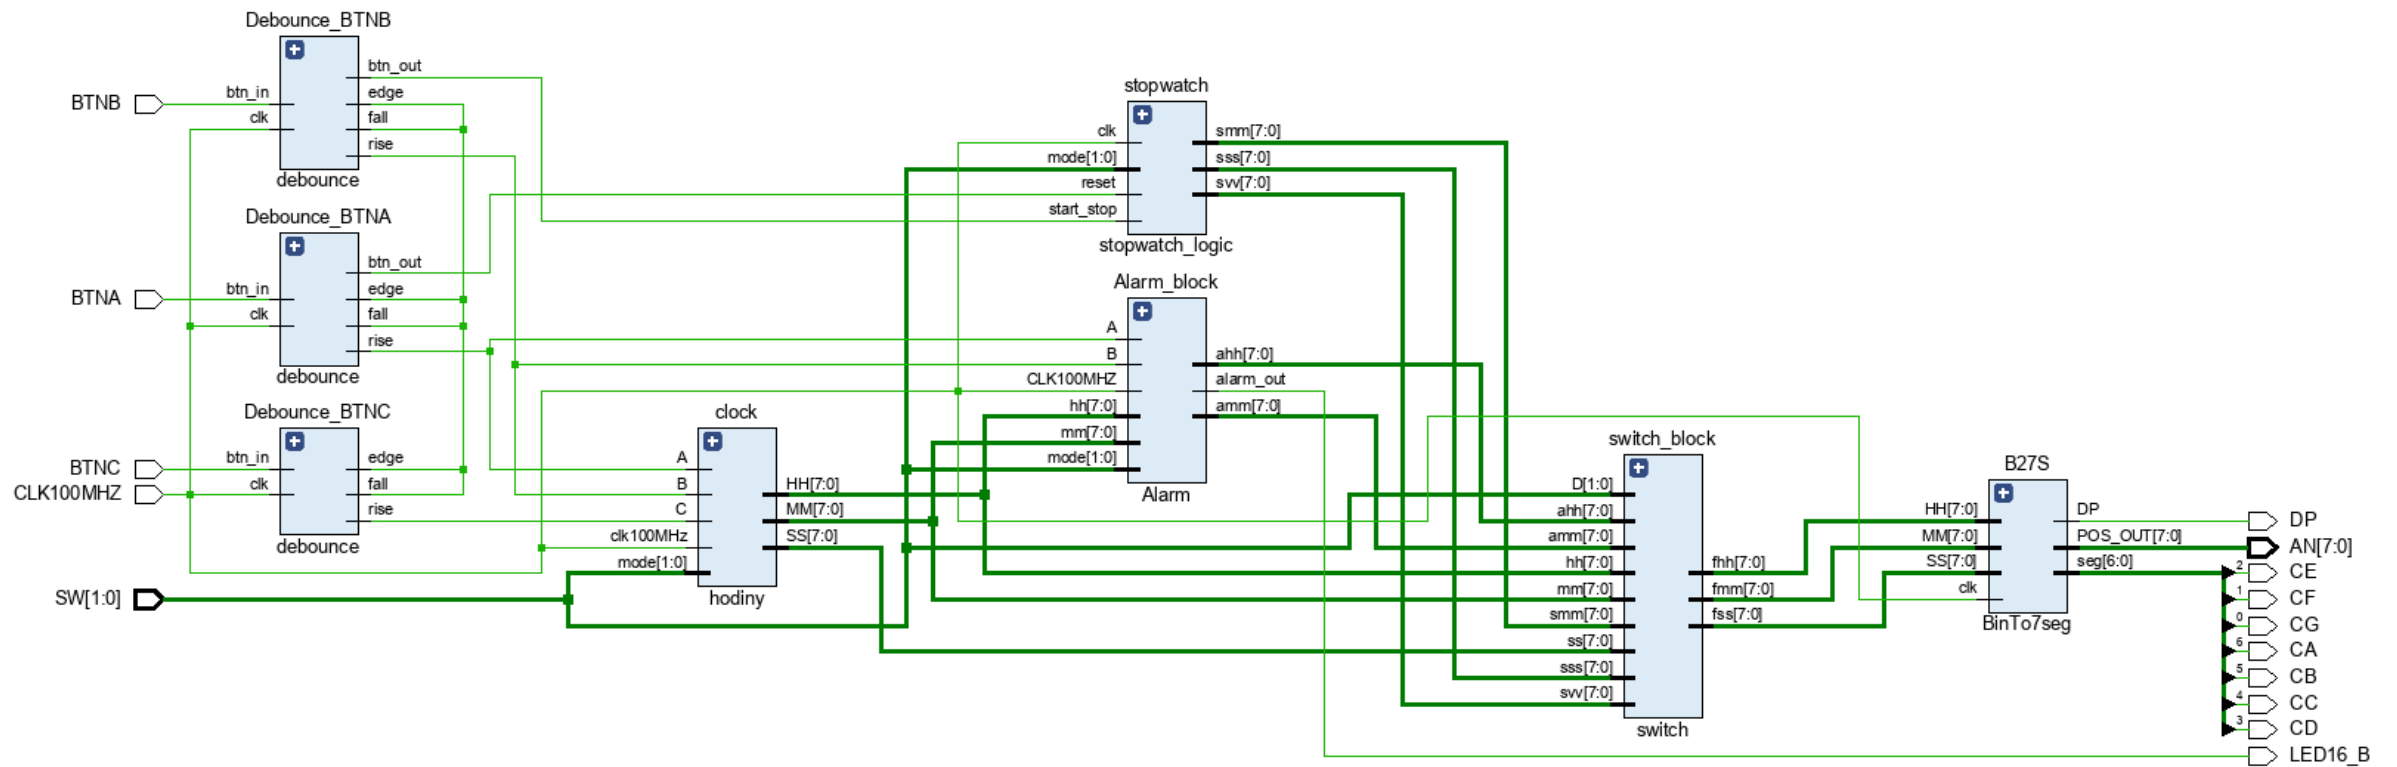 Debounce_BTNB
btn_out
btn_in
edge
clk
fall
rise
debounce
BTNB
Debounce_BTNA
btn_out
btn_in
edge
clk
fall
rise
debounce
BTNA
Debounce_BTNC
btn_in
edge
clk
fall
rise
debounce
BTNC
CLK100MHZ
SW[1:0]
clock
A
B
C
clk100MHz
mode[1:0]
HH[7:0]
MM[7:0]
SS[7:0]
hodiny
stopwatch
clk
mode[1:0]
reset
start_stop
smm[7:0]
sss[7:0]
svv[7:0]
stopwatch_logic
Alarm_block
A
B
CLK100MHZ
hh[7:0]
mm[7:0]
mode[1:0]
ahh[7:0]
alarm_out
amm[7:0]
Alarm
switch_block
D[1:0]
ahh[7:0]
amm[7:0]
hh[7:0]
mm[7:0]
smm[7:0]
ss[7:0]
sss[7:0]
svv[7:0]
fhh[7:0]
fmm[7:0]
fss[7:0]
switch
B27S
HH[7:0]
MM[7:0]
SS[7:0]
clk
DP
POS_OUT[7:0]
seg[6:0]
BinTo7seg
DP
AN[7:0]
2 CE
1 CF
0 CG
6 CA
5 CB
4 CC
3 CD
LED16_B